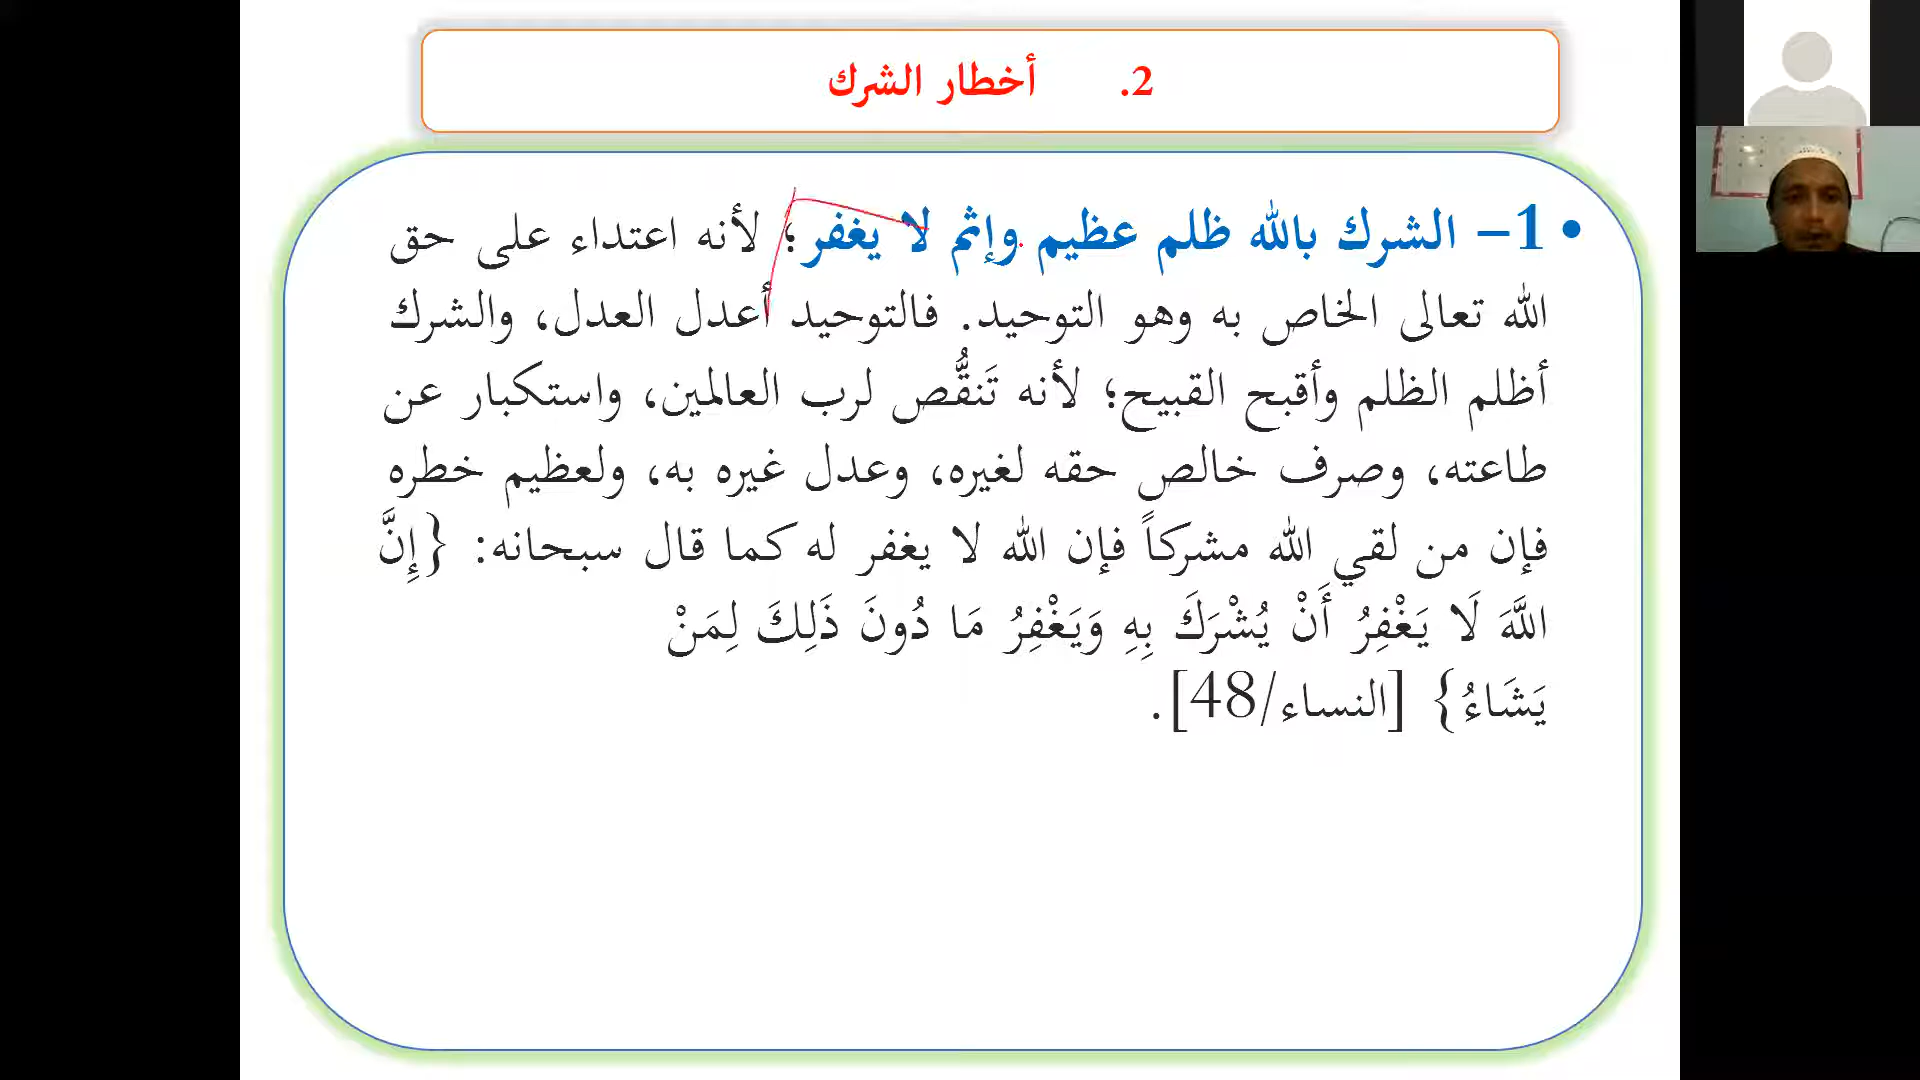 2. أخطار الشرك
• 1- الشرك بالله ظلم عظيم وإثم لا يغفر؛ لأنه اعتداء على حق
الله تعالى الخاص به وهو التوحيد. فالتوحيد أعدل العدل، والشرك
أظلم الظلم وأقبح القبيح؛ لأنه تَنقُّص لرب العالمين، واستكبار عن
طاعته، وصرف خالص حقه لغيره، وعدل غيره به، ولعظيم خطره
فإن من لقي الله مشركاً فإن الله لا يغفر له كما قال سبحانه: {إِنَّ
اللَّهَ لَا يَغْفِرُ أَنْ يُشْرَكَ بِهِ وَيَغْفِرُ مَا دُونَ ذَلِكَ لِمَنْ
يَشَاءُ} [النساء/48].